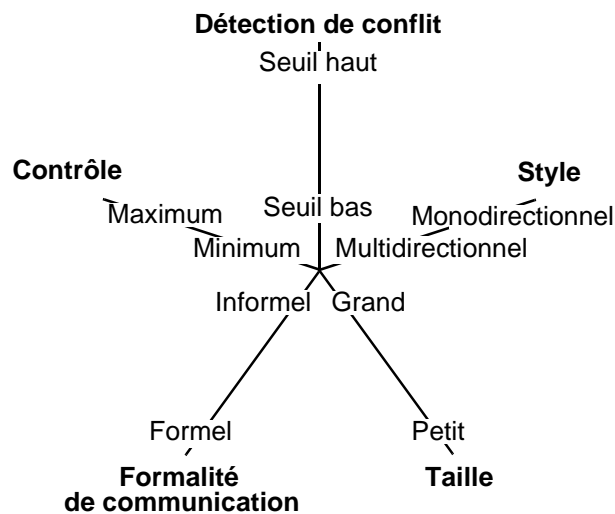 Détection de conflit
Seuil haut
Contrôle
Style
Maximum
Seuil bas
Monodirectionnel
Minimum
Multidirectionnel
Informel
Grand
Formel
Petit
Formalité
de communication
Taille